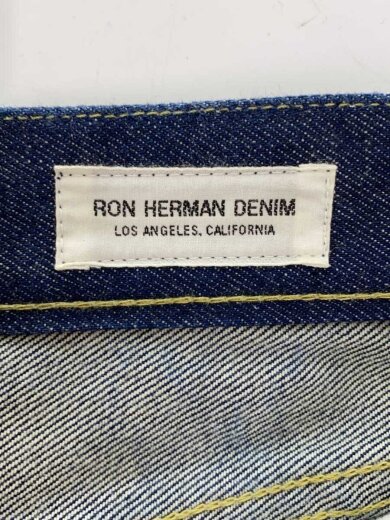 RON HERMAN DENIM
LOS ANGELES, CALIFORNIA